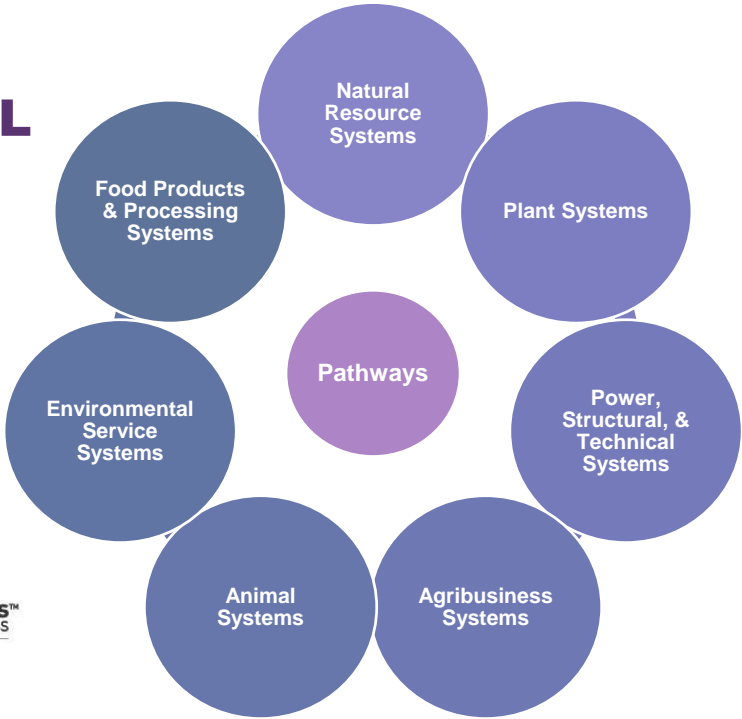 L
Natural
Resource
Systems
Food Products
& Processing
Systems
Plant Systems
Pathways
Environmental
Service
Systems
Power,
Structural, &
Technical
Systems
Animal
Systems
Agribusiness
Systems
S™
S